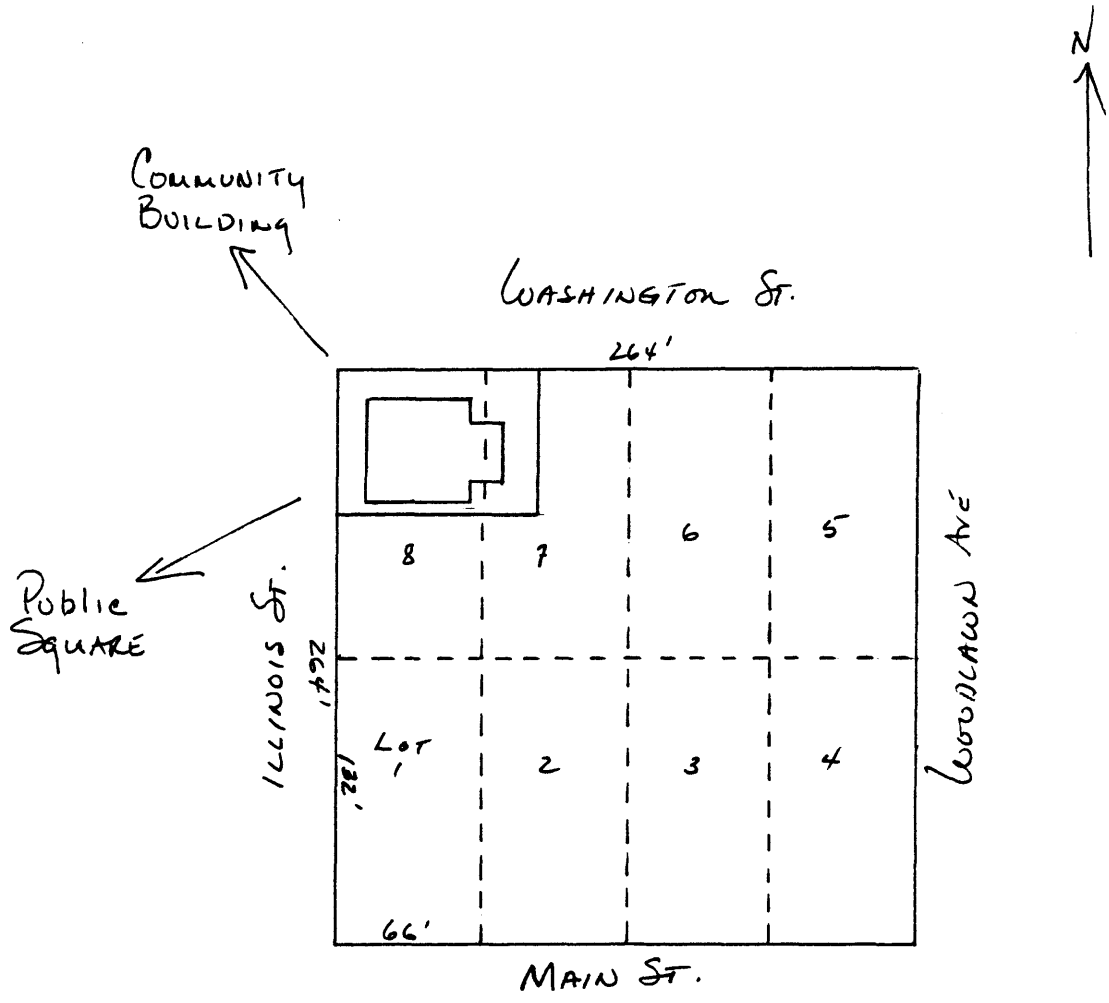 N
Community
Building
Washington St.
264'
Public
Square
Illinois St.
264'
8
7
6
5
Woodlawn Ave
Lot
1
132'
2
3
4
66'
Main St.